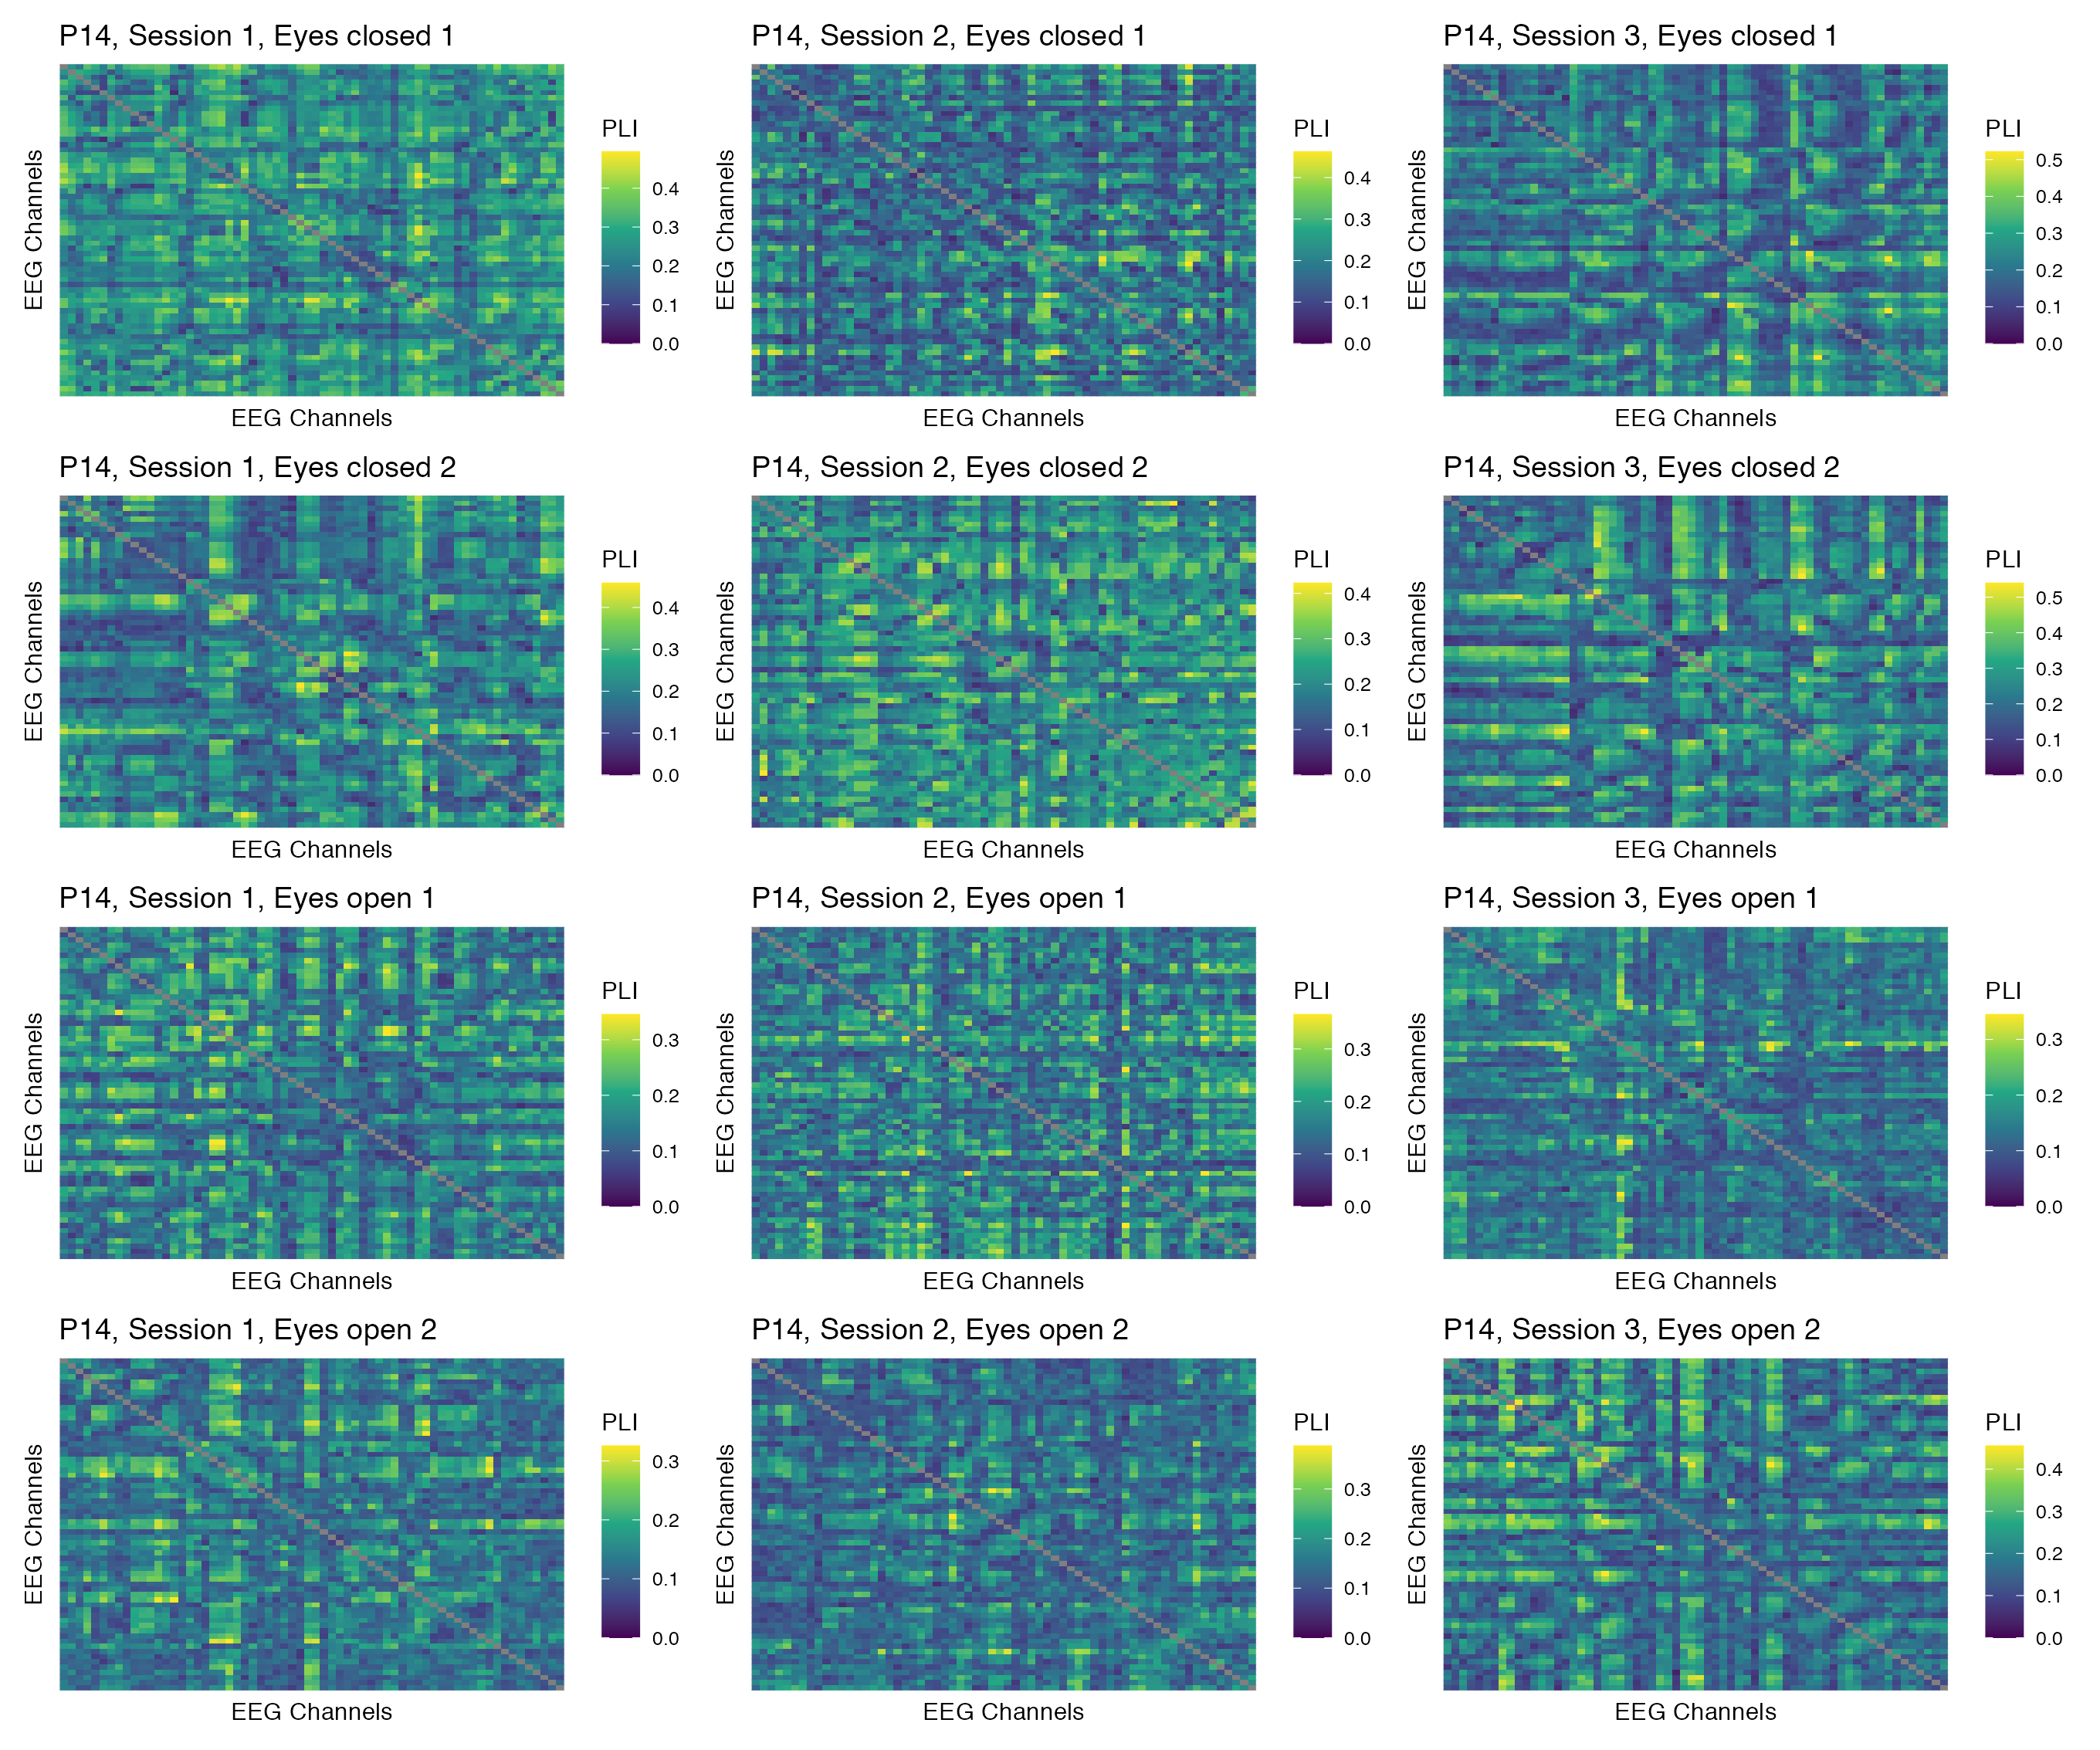 P14, Session 1, Eyes closed 1
EEG Channels
EEG Channels
PLI
0.4
0.3
0.2
0.1
0.0
P14, Session 2, Eyes closed 1
EEG Channels
EEG Channels
PLI
0.4
0.3
0.2
0.1
0.0
P14, Session 3, Eyes closed 1
EEG Channels
EEG Channels
PLI
0.5
0.4
0.3
0.2
0.1
0.0
P14, Session 1, Eyes closed 2
EEG Channels
EEG Channels
PLI
0.4
0.3
0.2
0.1
0.0
P14, Session 2, Eyes closed 2
EEG Channels
EEG Channels
PLI
0.4
0.3
0.2
0.1
0.0
P14, Session 3, Eyes closed 2
EEG Channels
EEG Channels
PLI
0.5
0.4
0.3
0.2
0.1
0.0
P14, Session 1, Eyes open 1
EEG Channels
EEG Channels
PLI
0.3
0.2
0.1
0.0
P14, Session 2, Eyes open 1
EEG Channels
EEG Channels
PLI
0.3
0.2
0.1
0.0
P14, Session 3, Eyes open 1
EEG Channels
EEG Channels
PLI
0.3
0.2
0.1
0.0
P14, Session 1, Eyes open 2
EEG Channels
EEG Channels
PLI
0.3
0.2
0.1
0.0
P14, Session 2, Eyes open 2
EEG Channels
EEG Channels
PLI
0.3
0.2
0.1
0.0
P14, Session 3, Eyes open 2
EEG Channels
EEG Channels
PLI
0.4
0.3
0.2
0.1
0.0